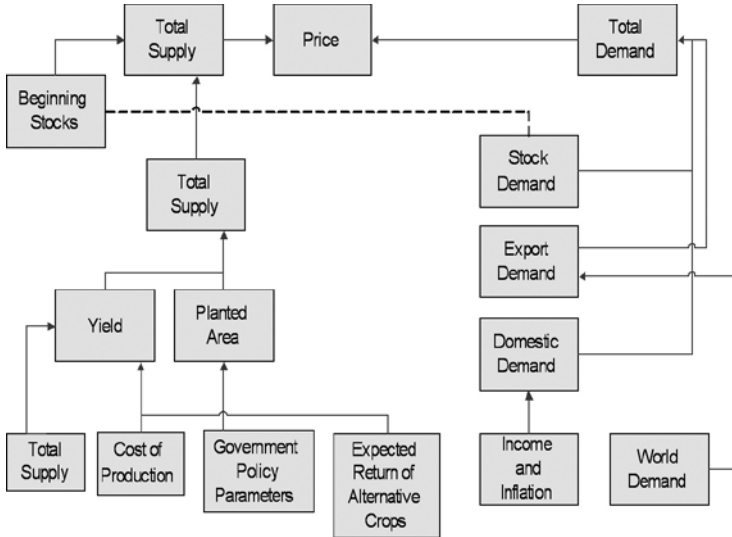 Total
Supply
Price
Total
Demand
Beginning
Stocks
Stock
Demand
Total
Supply
Export
Demand
Yield
Planted
Area
Domestic
Demand
Total
Supply
Cost of
Production
Government
Policy
Parameters
Expected
Return of
Alternative
Crops
Income
and
Inflation
World
Demand